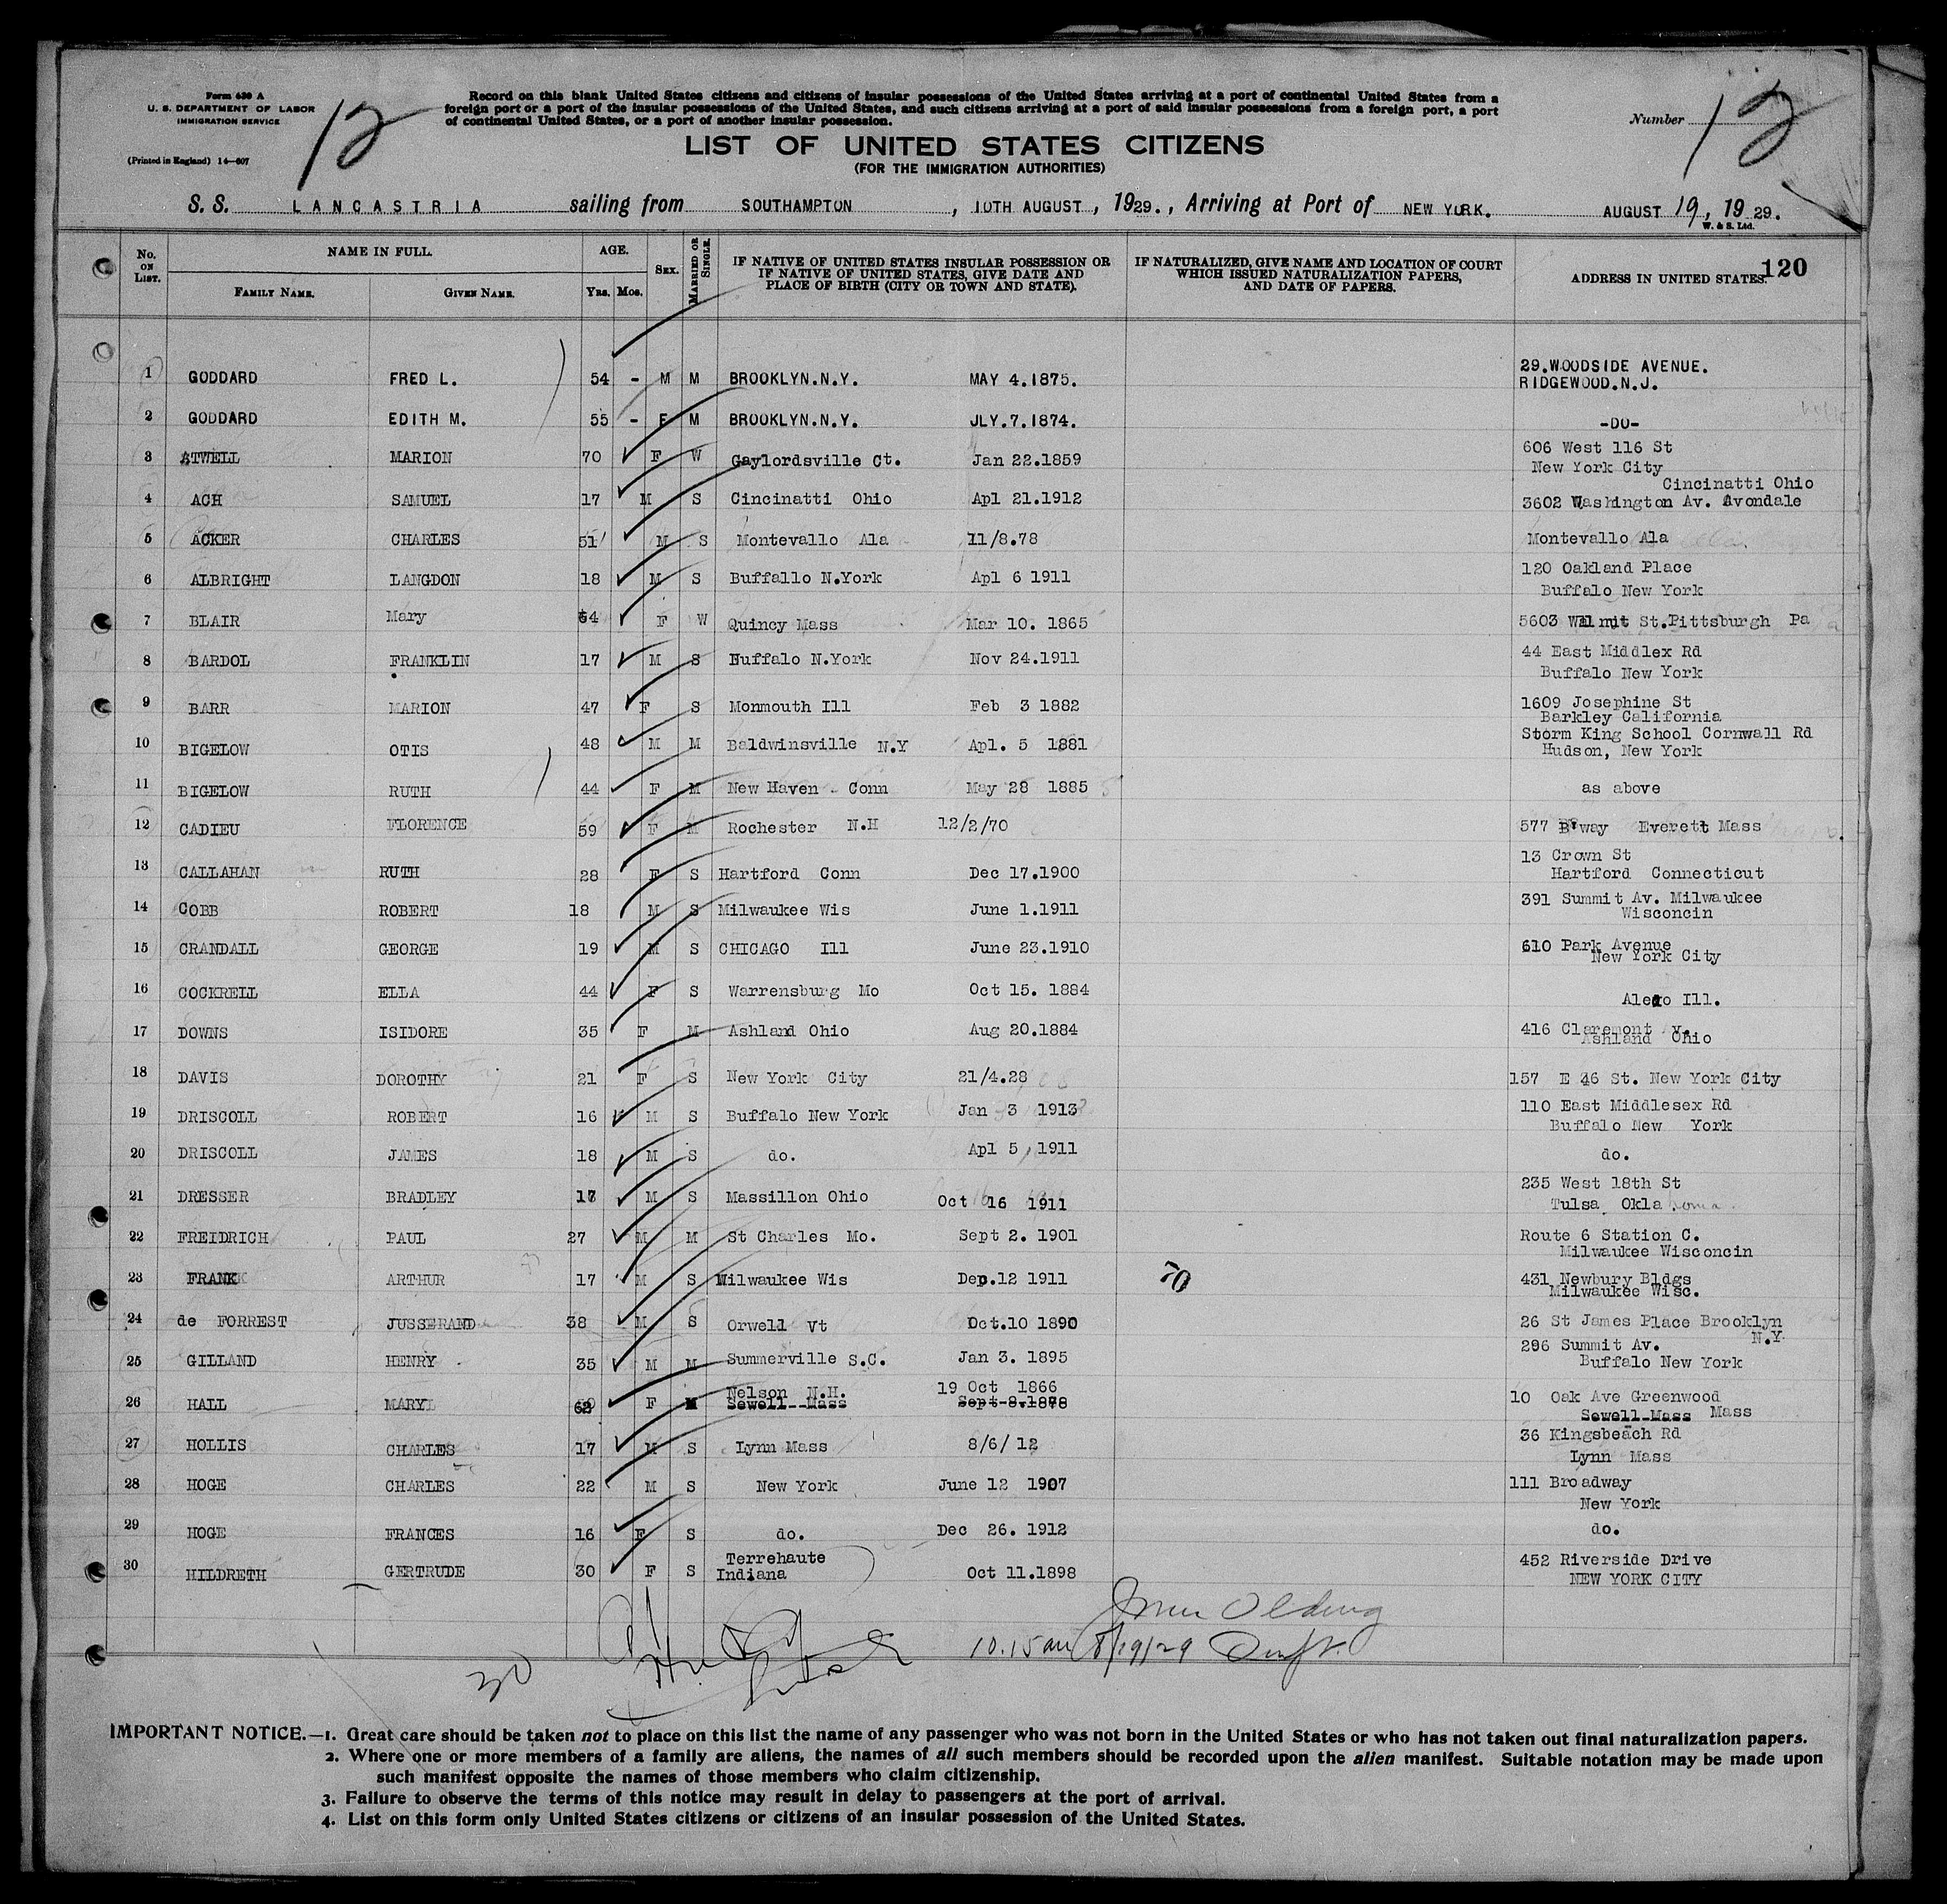 Form 630 A
U. S. DEPARTMENT OF LABOR
IMMIGRATION SERVICE
(Printed in England) 14—607
12
Record on this blank United States citizens and citizens of insular possessions of the United States arriving at a port of continental United States from a
foreign port or a port of the insular possessions of the United States, and such citizens arriving at a port of said insular possessions from a foreign port, a port
of continental United States, or a port of another insular possession.
Number 12
LIST OF UNITED STATES CITIZENS
(FOR THE IMMIGRATION AUTHORITIES)
S. S. LANCASTRIA sailing from SOUTHAMPTON, 10TH AUGUST, 1929., Arriving at Port of NEW YORK. AUGUST 19, 1929.
W. & S. Ltd.
No. ON LIST. NAME IN FULL. AGE. SEX. MARRIED OR SINGLE. IF NATIVE OF UNITED STATES INSULAR POSSESSION OR IF NATIVE OF UNITED STATES, GIVE DATE AND PLACE OF BIRTH (CITY OR TOWN AND STATE). IF NATURALIZED, GIVE NAME AND LOCATION OF COURT WHICH ISSUED NATURALIZATION PAPERS, AND DATE OF PAPERS. ADDRESS IN UNITED STATES. 120
FAMILY NAME. GIVEN NAME. Yrs. Mos.
1 GODDARD FRED L. 54 - M M BROOKLYN.N.Y. MAY 4.1875. 29.WOODSIDE AVENUE.
RIDGEWOOD.N.J.
2 GODDARD EDITH M. 55 - F M BROOKLYN.N.Y. JLY.7.1874. -DO-
3 ATWELL MARION 70 F W Gaylordsville Ct. Jan 22.1859 606 West 116 St
New York City
4 ACH SAMUEL 17 M S Cincinatti Ohio Apl 21.1912 Cincinatti Ohio
3602 Washington Av. Avondale
5 ACKER CHARLES 51 M S Montevallo Ala 11/8.78 Montevallo Ala
6 ALBRIGHT LANGDON 18 M S Buffallo N.York Apl 6 1911 120 Oakland Place
Buffalo New York
7 BLAIR Mary 64 F W Quincy Mass Mar 10. 1865 5603 Walnut St.Pittsburgh Pa
8 BARDOL FRANKLIN 17 M S Buffalo N.York Nov 24.1911 44 East Middlex Rd
Buffalo New York
9 BARR MARION 47 F S Monmouth Ill Feb 3 1882 1609 Josephine St
Barkley California
10 BIGELOW OTIS 48 M M Baldwinsville N.Y Apl. 5 1881 Storm King School Cornwall Rd
Hudson, New York
11 BIGELOW RUTH 44 F M New Haven Conn May 28 1885 as above
12 CADIEU FLORENCE 59 F M Rochester N.H 12/2/70 577 B'way Everett Mass
13 CALLAHAN RUTH 28 F S Hartford Conn Dec 17.1900 13 Crown St
Hartford Connecticut
14 COBB ROBERT 18 M S Milwaukee Wis June 1.1911 391 Summit Av. Milwaukee
Wisconcin
15 CRANDALL GEORGE 19 M S CHICAGO Ill June 23.1910 610 Park Avenue
New York City
16 COCKRELL ELLA 44 F S Warrensburg Mo Oct 15. 1884 Aledo Ill.
17 DOWNS ISIDORE 35 F M Ashland Ohio Aug 20.1884 416 Claremont v.
Ashland Ohio
18 DAVIS DOROTHY 21 F S New York City 21/4.28 157 E 46 St. New York City
19 DRISCOLL ROBERT 16 M S Buffalo New York Jan 3 1913 110 East Middlesex Rd
Buffalo New York
20 DRISCOLL JAMES 18 M S do. Apl 5, 1911 do.
21 DRESSER BRADLEY 17 M S Massillon Ohio Oct 16 1911 235 West 18th St
Tulsa Oklahoma
22 FREIDRICH PAUL 27 M M St Charles Mo. Sept 2. 1901 Route 6 Station C.
Milwaukee Wisconcin
23 FRANK ARTHUR 17 M S Milwaukee Wis Dec.12 1911 70 431 Newbury Bldgs
Milwaukee Wisc.
24 de FORREST JUSSERAND 38 M S Orwell Vt Oct.10 1890 26 St James Place Brooklyn
N.Y
25 GILLAND HENRY 35 M M Summerville S.C. Jan 3. 1895 296 Summit Av.
Buffalo New York
26 HALL MARY 62 F M Nelson N.H. 19 Oct 1866 10 Oak Ave Greenwood
Sewell--Mass Sept-8.1878 Sewell-Mass Mass
27 HOLLIS CHARLES 17 M S Lynn Mass 8/6/12 36 Kingsbeach Rd
Lynn Mass
28 HOGE CHARLES 22 M S New York June 12 1907 111 Broadway
New York
29 HOGE FRANCES 16 F S do. Dec 26. 1912 do.
30 HILDRETH GERTRUDE 30 F S Terrehaute
Indiana Oct 11.1898 452 Riverside Drive
NEW YORK CITY
30
10.15 am 8/19/29
IMPORTANT NOTICE.—1. Great care should be taken not to place on this list the name of any passenger who was not born in the United States or who has not taken out final naturalization papers.
2. Where one or more members of a family are aliens, the names of all such members should be recorded upon the alien manifest. Suitable notation may be made upon
such manifest opposite the names of those members who claim citizenship.
3. Failure to observe the terms of this notice may result in delay to passengers at the port of arrival.
4. List on this form only United States citizens or citizens of an insular possession of the United States.